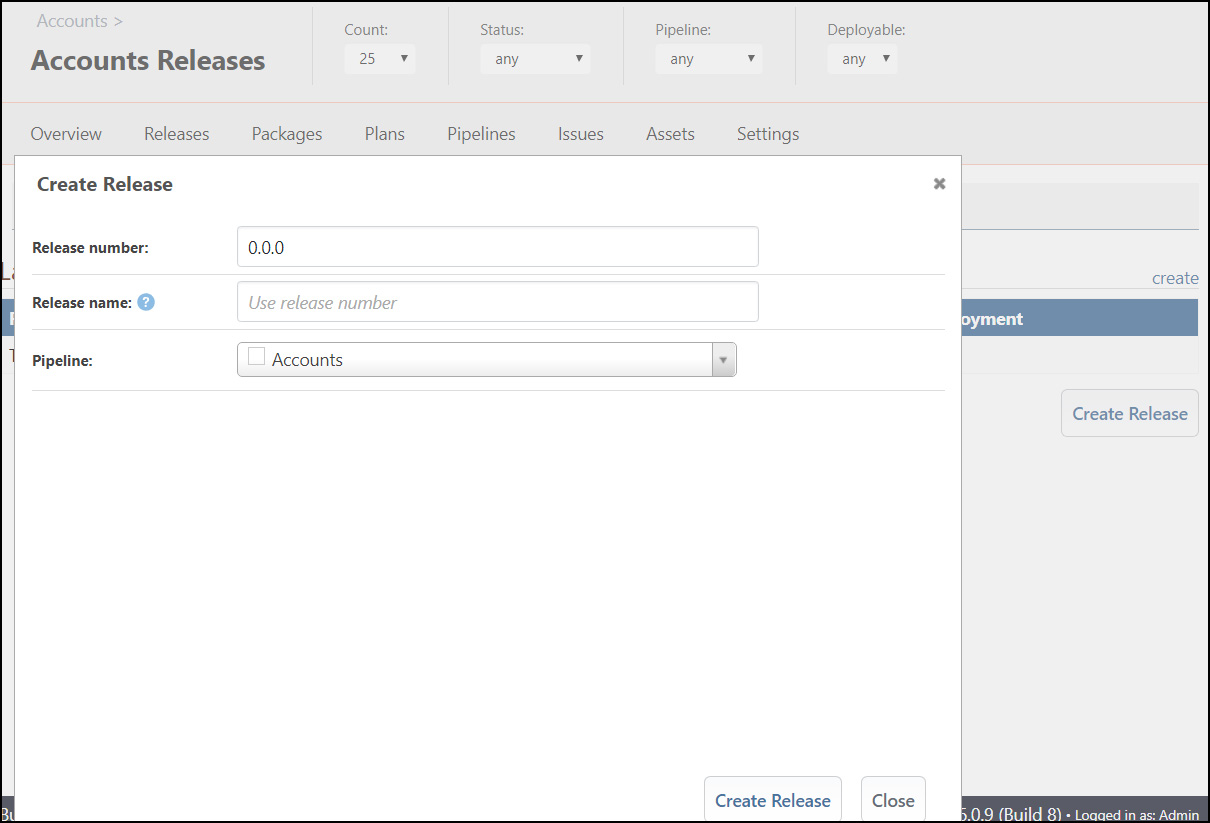 Accounts >
Accounts Releases
Count:
25
Status:
any
Pipeline:
any
Deployable:
any
Overview Releases Packages Plans Pipelines Issues Assets Settings
Create Release
Release number:
0.0.0
create
Release name: ?
Use release number
oyment
Pipeline:
Accounts
Create Release
Create Release
Close
5.0.9 (Build 8) • Logged in as: Admin